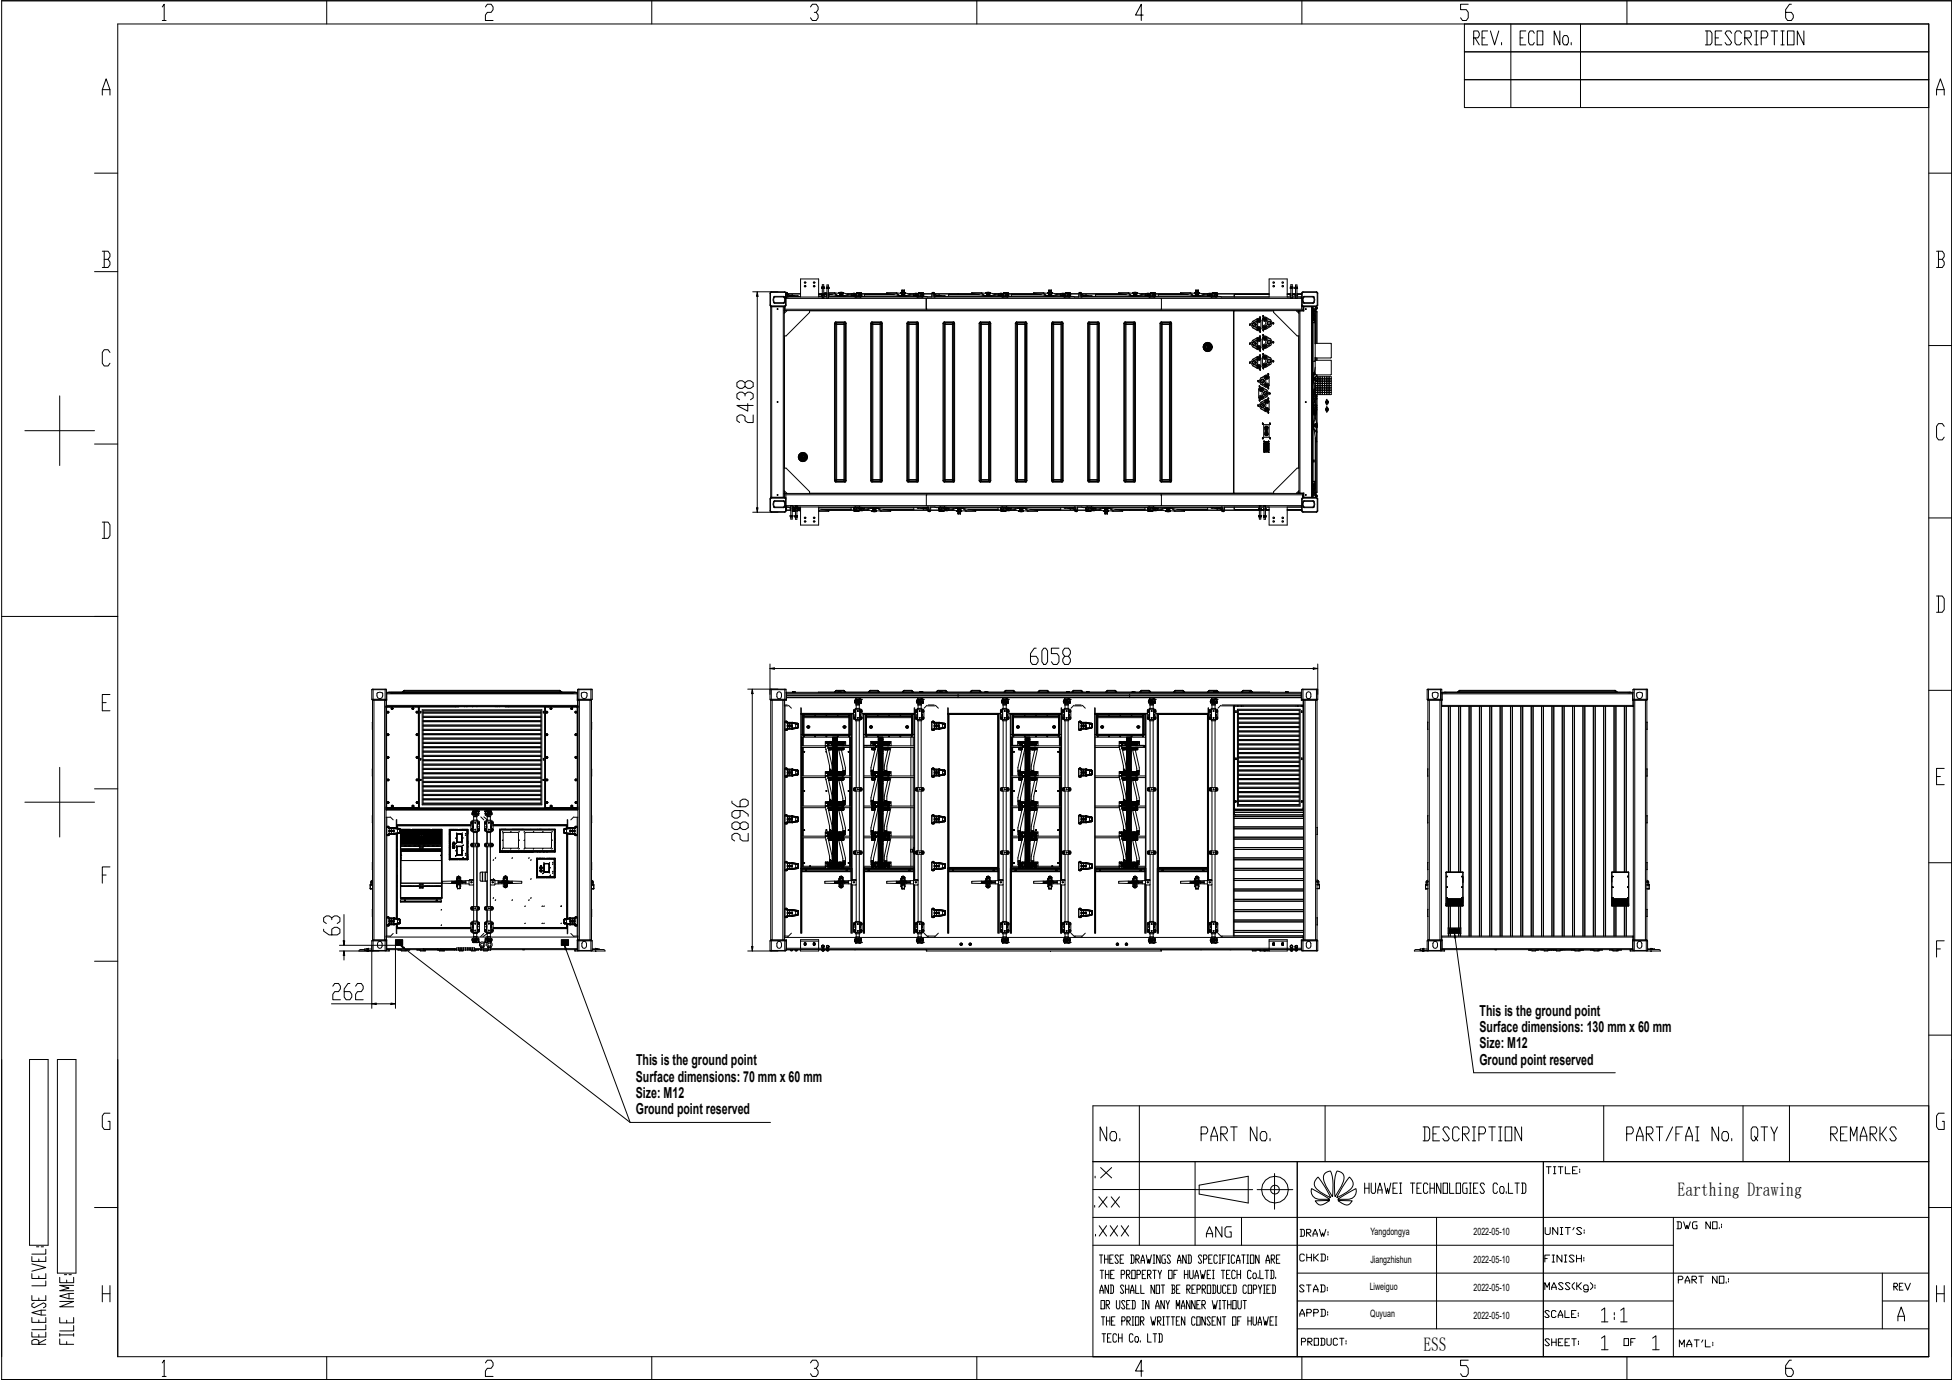 1 2 3 4 5 6
REV. ECO No. DESCRIPTION
A A
B B
C C
D C
E D
F E
G F
H G
H
2438
6058
2896
63
262
This is the ground point
Surface dimensions: 70 mm x 60 mm
Size: M12
Ground point reserved
This is the ground point
Surface dimensions: 130 mm x 60 mm
Size: M12
Ground point reserved
RELEASE LEVEL:
FILE NAME:
No. PART No. DESCRIPTION PART/FAI No. QTY REMARKS
.X
.XX
.XXX ANG
HUAWEI TECHNOLOGIES Co.LTD
TITLE:
Earthing Drawing
DRAW: Yangdongya 2022-05-10
CHKD: Jiangzhishun 2022-05-10
STAD: Liweiguo 2022-05-10
APPD: Quyuan 2022-05-10
PRODUCT: ESS
UNIT'S:
FINISH:
MASS(Kg):
SCALE: 1:1
SHEET: 1 OF 1
DWG NO.:
PART NO.:
REV
A
MAT'L:
THESE DRAWINGS AND SPECIFICATION ARE
THE PROPERTY OF HUAWEI TECH Co.LTD.
AND SHALL NOT BE REPRODUCED COPYIED
OR USED IN ANY MANNER WITHOUT
THE PRIOR WRITTEN CONSENT OF HUAWEI
TECH Co. LTD
1 2 3 4 5 6